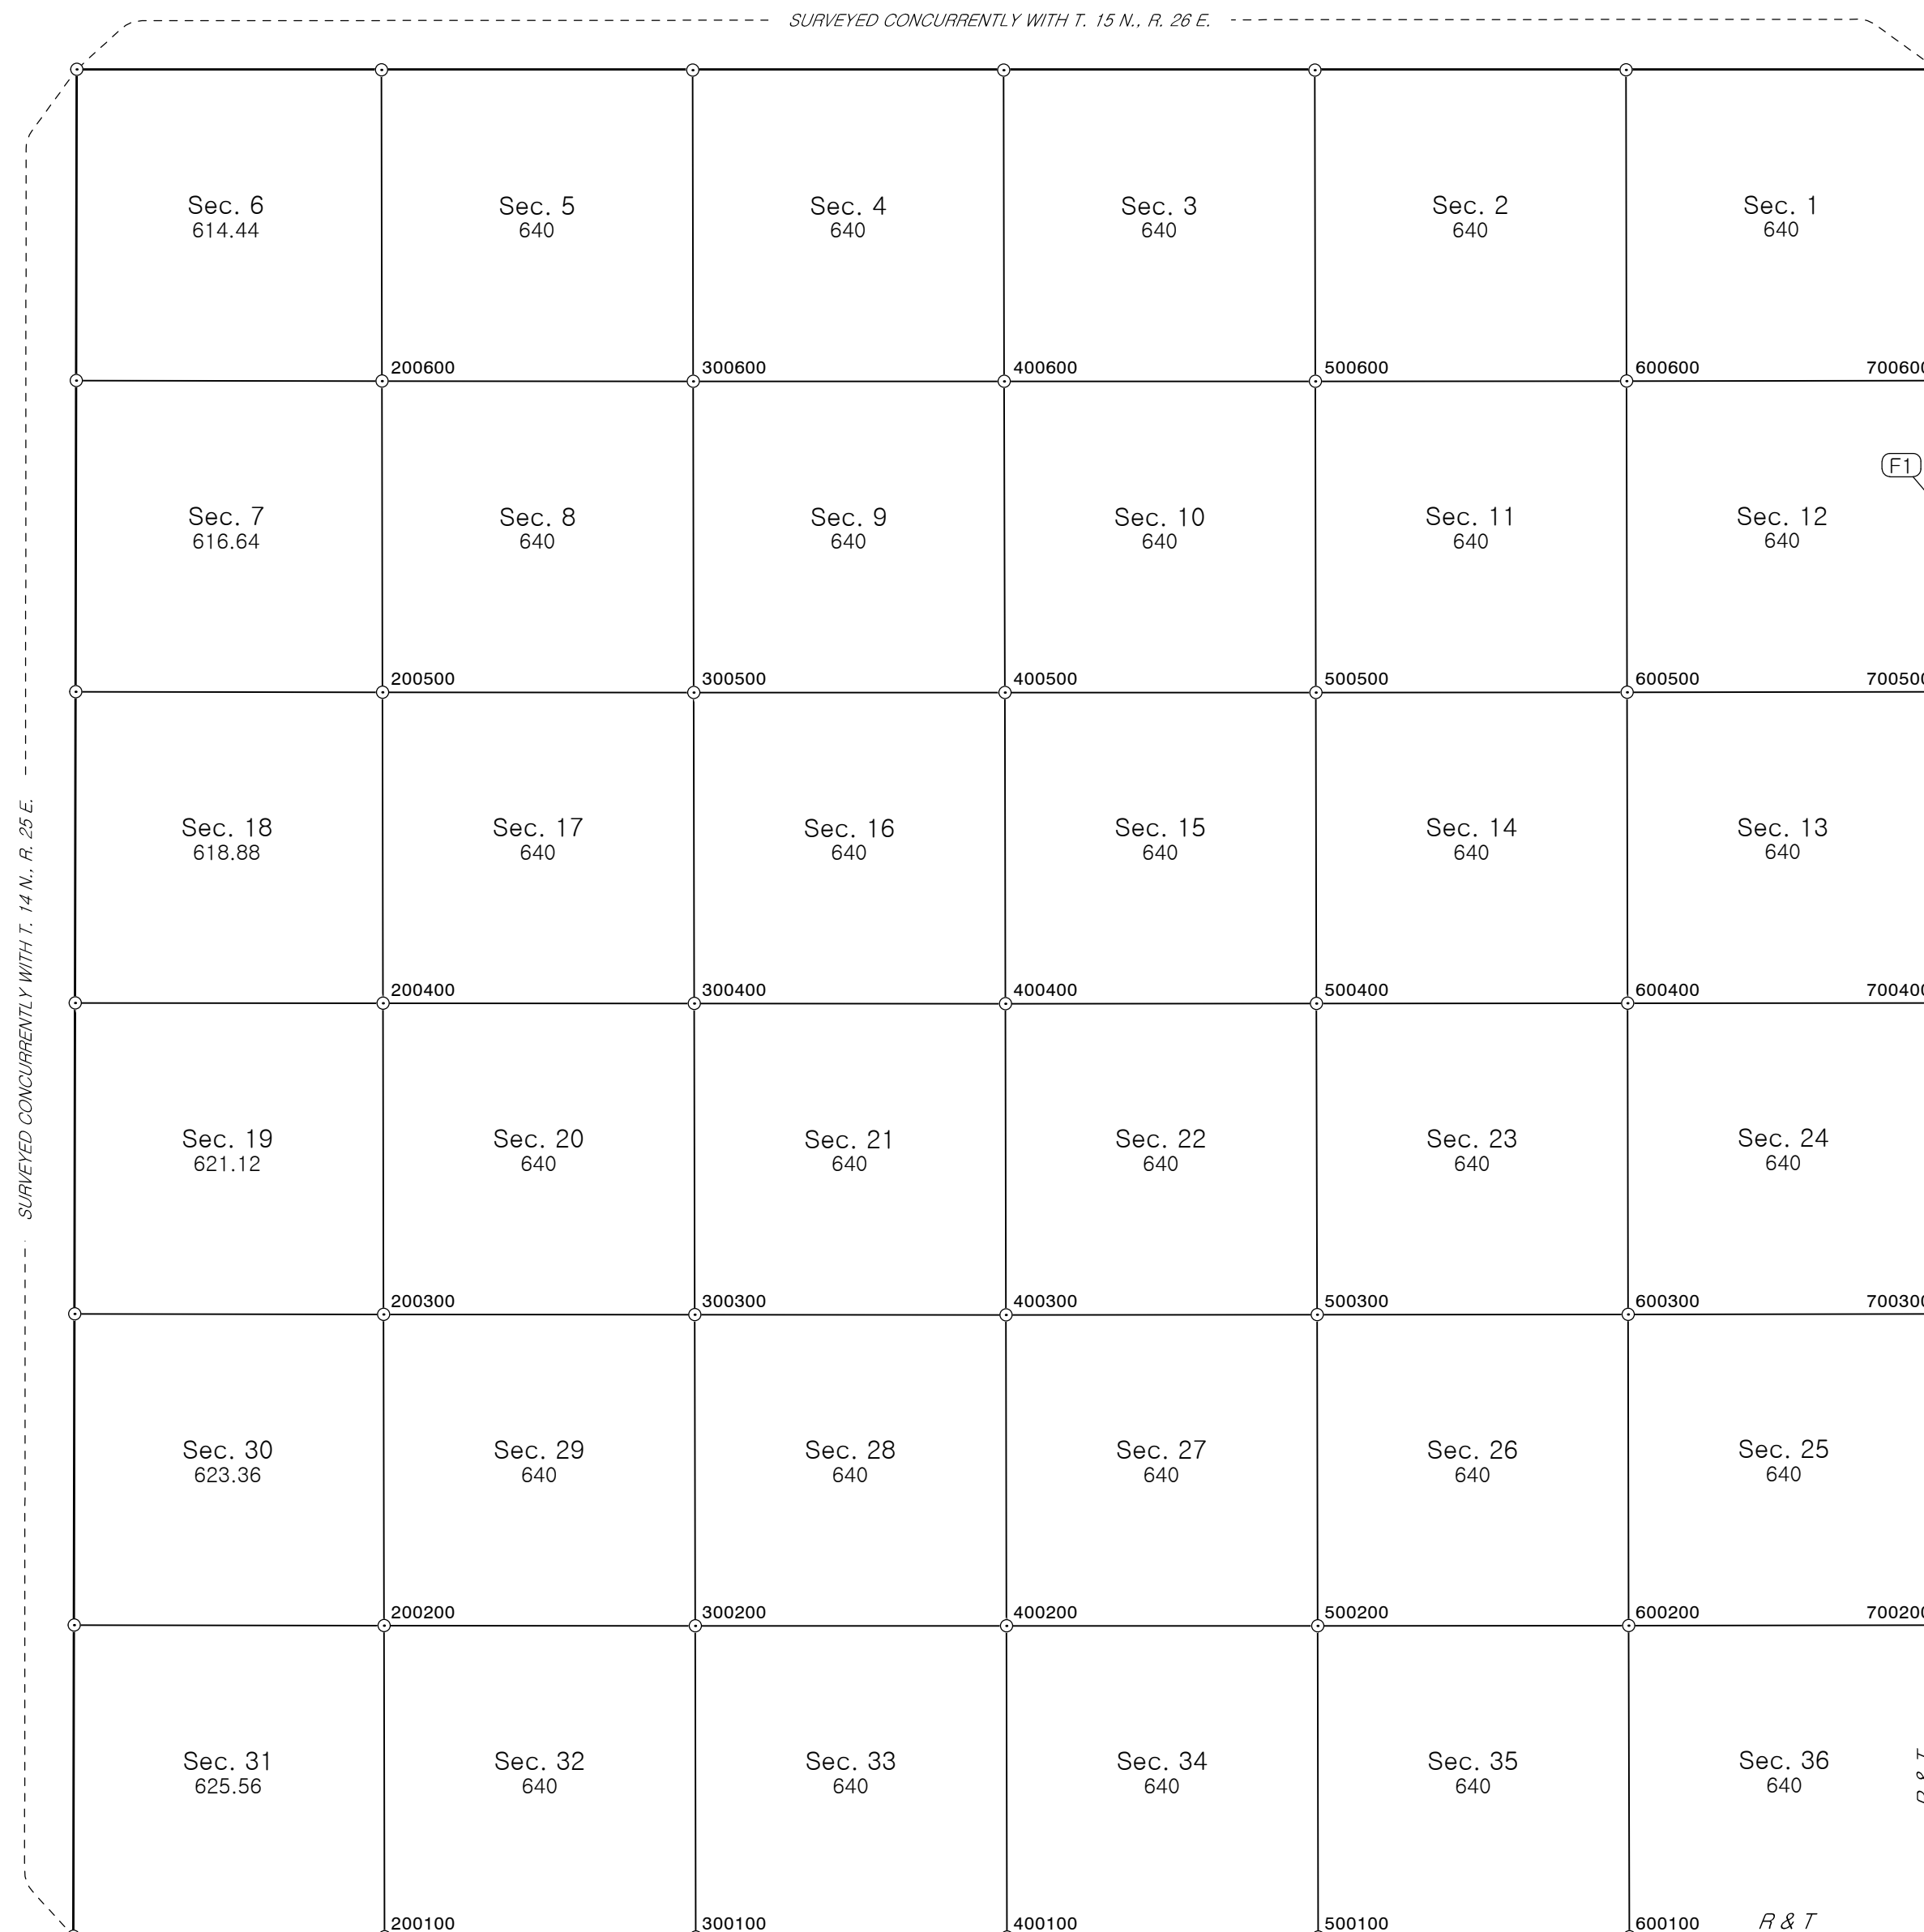 SURVEYED CONCURRENTLY WITH T. 15 N., R. 26 E.
SURVEYED CONCURRENTLY WITH T. 14 N., R. 25 E.
Sec. 6
614.44
Sec. 5
640
Sec. 4
640
Sec. 3
640
Sec. 2
640
Sec. 1
640
200600
300600
400600
500600
600600
700600
F1
Sec. 7
616.64
Sec. 8
640
Sec. 9
640
Sec. 10
640
Sec. 11
640
Sec. 12
640
200500
300500
400500
500500
600500
700500
Sec. 18
618.88
Sec. 17
640
Sec. 16
640
Sec. 15
640
Sec. 14
640
Sec. 13
640
200400
300400
400400
500400
600400
700400
Sec. 19
621.12
Sec. 20
640
Sec. 21
640
Sec. 22
640
Sec. 23
640
Sec. 24
640
200300
300300
400300
500300
600300
700300
Sec. 30
623.36
Sec. 29
640
Sec. 28
640
Sec. 27
640
Sec. 26
640
Sec. 25
640
200200
300200
400200
500200
600200
700200
Sec. 31
625.56
Sec. 32
640
Sec. 33
640
Sec. 34
640
Sec. 35
640
Sec. 36
640
R & T
200100
300100
400100
500100
600100
R & T